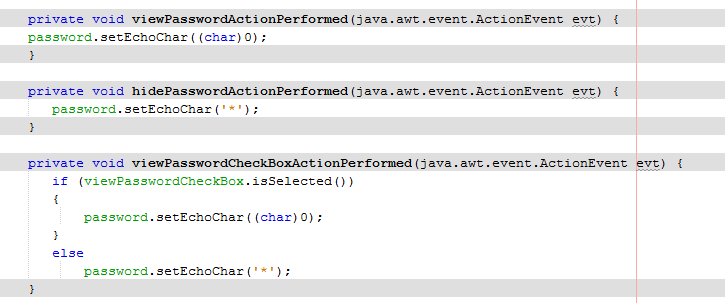 private void viewPasswordActionPerformed(java.awt.event.ActionEvent evt) {
password.setEchoChar((char)0);
}
private void hidePasswordActionPerformed(java.awt.event.ActionEvent evt) {
password.setEchoChar('*');
}
private void viewPasswordCheckBoxActionPerformed(java.awt.event.ActionEvent evt) {
if (viewPasswordCheckBox.isSelected())
{
password.setEchoChar((char)0);
}
else
password.setEchoChar('*');
}